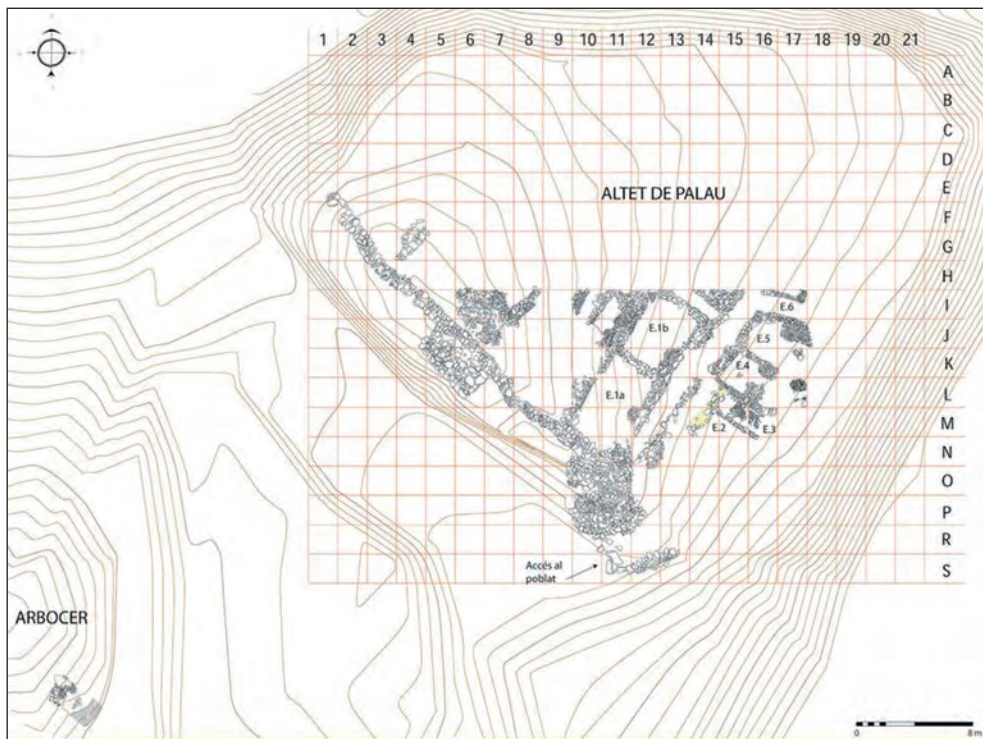 1 2 3 4 5 6 7 8 9 10 11 12 13 14 15 16 17 18 19 20 21
A
B
C
D
E
ALTET DE PALAU
F
G
H
I
E.6
E.1b
E.5
J
E.4
K
E.1a
L
E.2
E.3
M
N
O
P
R
Accés al
poblat
S
ARBOCER
0 8 m